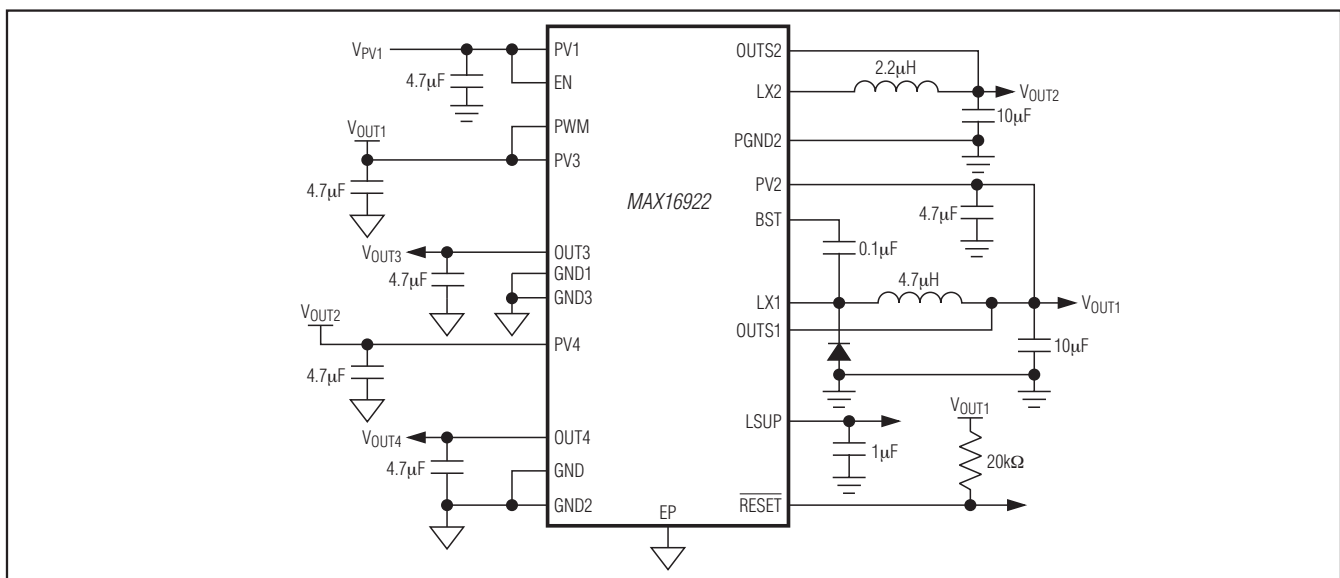 VPV1
4.7µF
PV1
EN
VOUT1
PWM
PV3
4.7µF
VOUT3
OUT3
4.7µF
GND1
GND3
VOUT2
PV4
4.7µF
VOUT4
OUT4
4.7µF
GND
GND2
MAX16922
EP
OUTS2
2.2µH
LX2
VOUT2
10µF
PGND2
PV2
4.7µF
BST
0.1µF
4.7µH
LX1
VOUT1
OUTS1
10µF
LSUP
1µF
VOUT1
20kΩ
RESET